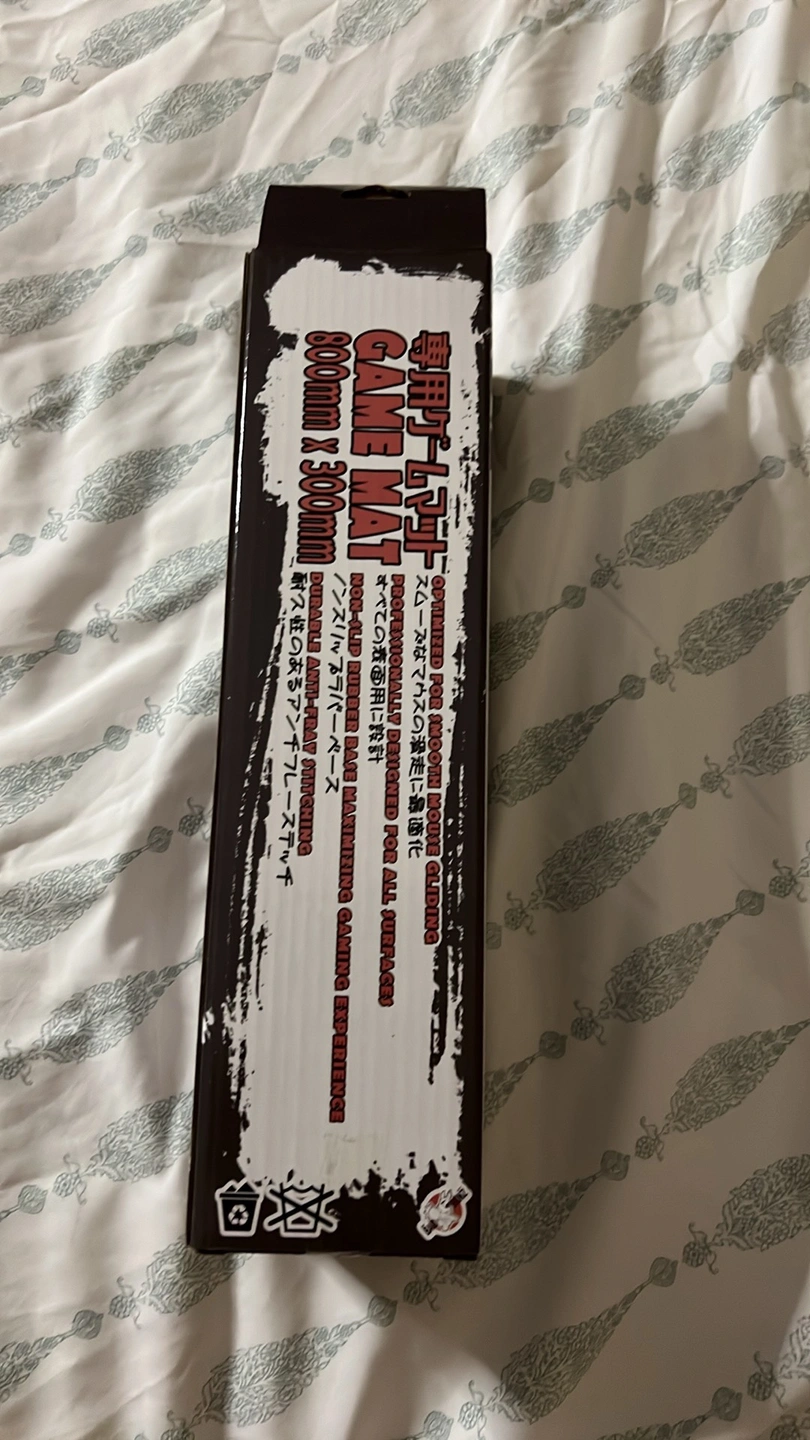 専用ゲームマット
GAME MAT
800mm X 300mm
OPTIMIZED FOR SMOOTH MOUSE GLIDING
スムーズなマウスの滑走に最適化
PROFESSIONALLY DESIGNED FOR ALL SURFACES
すべての表面用に設計
NON-SLIP RUBBER BASE MAXIMIZING GAMING EXPERIENCE
ノンスリップラバーベース
DURABLE ANTI-FRAY STITCHING
耐久性のあるアンチフレーステッチ